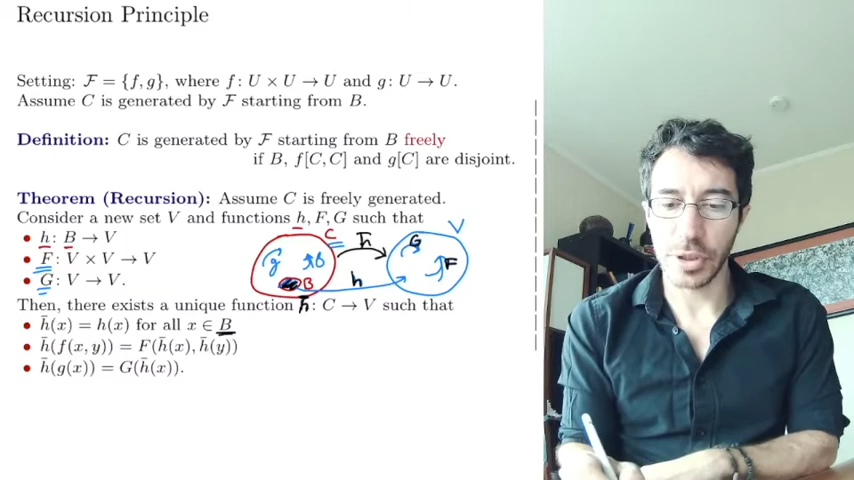 Recursion Principle
Setting: 𝓕 = {f, g}, where f: U × U → U and g: U → U.
Assume C is generated by 𝓕 starting from B.
Definition: C is generated by 𝓕 starting from B freely
if B, f[C, C] and g[C] are disjoint.
Theorem (Recursion): Assume C is freely generated.
Consider a new set V and functions h, F, G such that
• h: B → V
• F: V × V → V
• G: V → V.
C h̄ V
g B G F
h
Then, there exists a unique function h̄: C → V such that
• h̄(x) = h(x) for all x ∈ B
• h̄(f(x, y)) = F(h̄(x), h̄(y))
• h̄(g(x)) = G(h̄(x)).